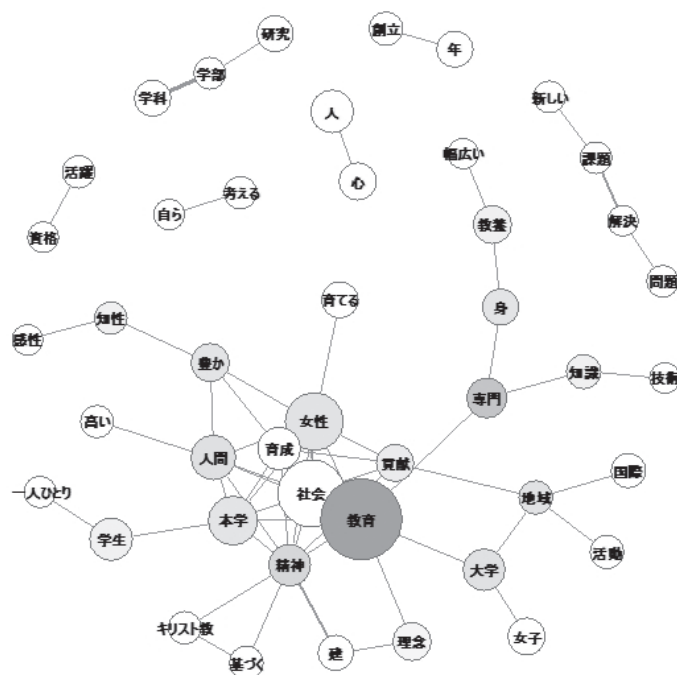 研究
創立
学部
年
学科
新しい
人
幅広い
課題
活躍
心
考える
自ら
教養
解決
資格
問題
育てる
身
知性
感性
豊か
知識
技術
専門
高い
女性
育成
人間
貢献
国際
一人ひとり
社会
地域
本学
教育
学生
活動
精神
大学
キリスト教
女子
理念
建
基づく